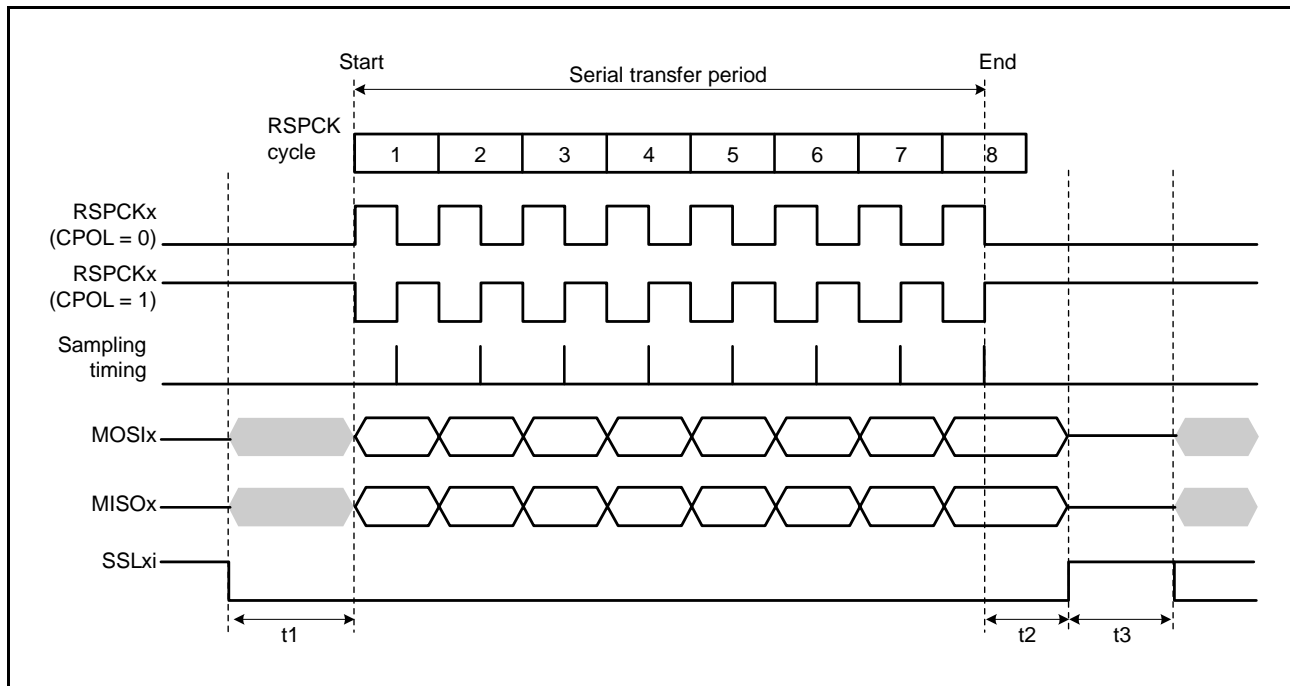 Start
End
Serial transfer period
RSPCK
cycle
1 2 3 4 5 6 7 8
RSPCKx
(CPOL = 0)
RSPCKx
(CPOL = 1)
Sampling
timing
MOSIx
MISOx
SSLxi
t1
t2
t3